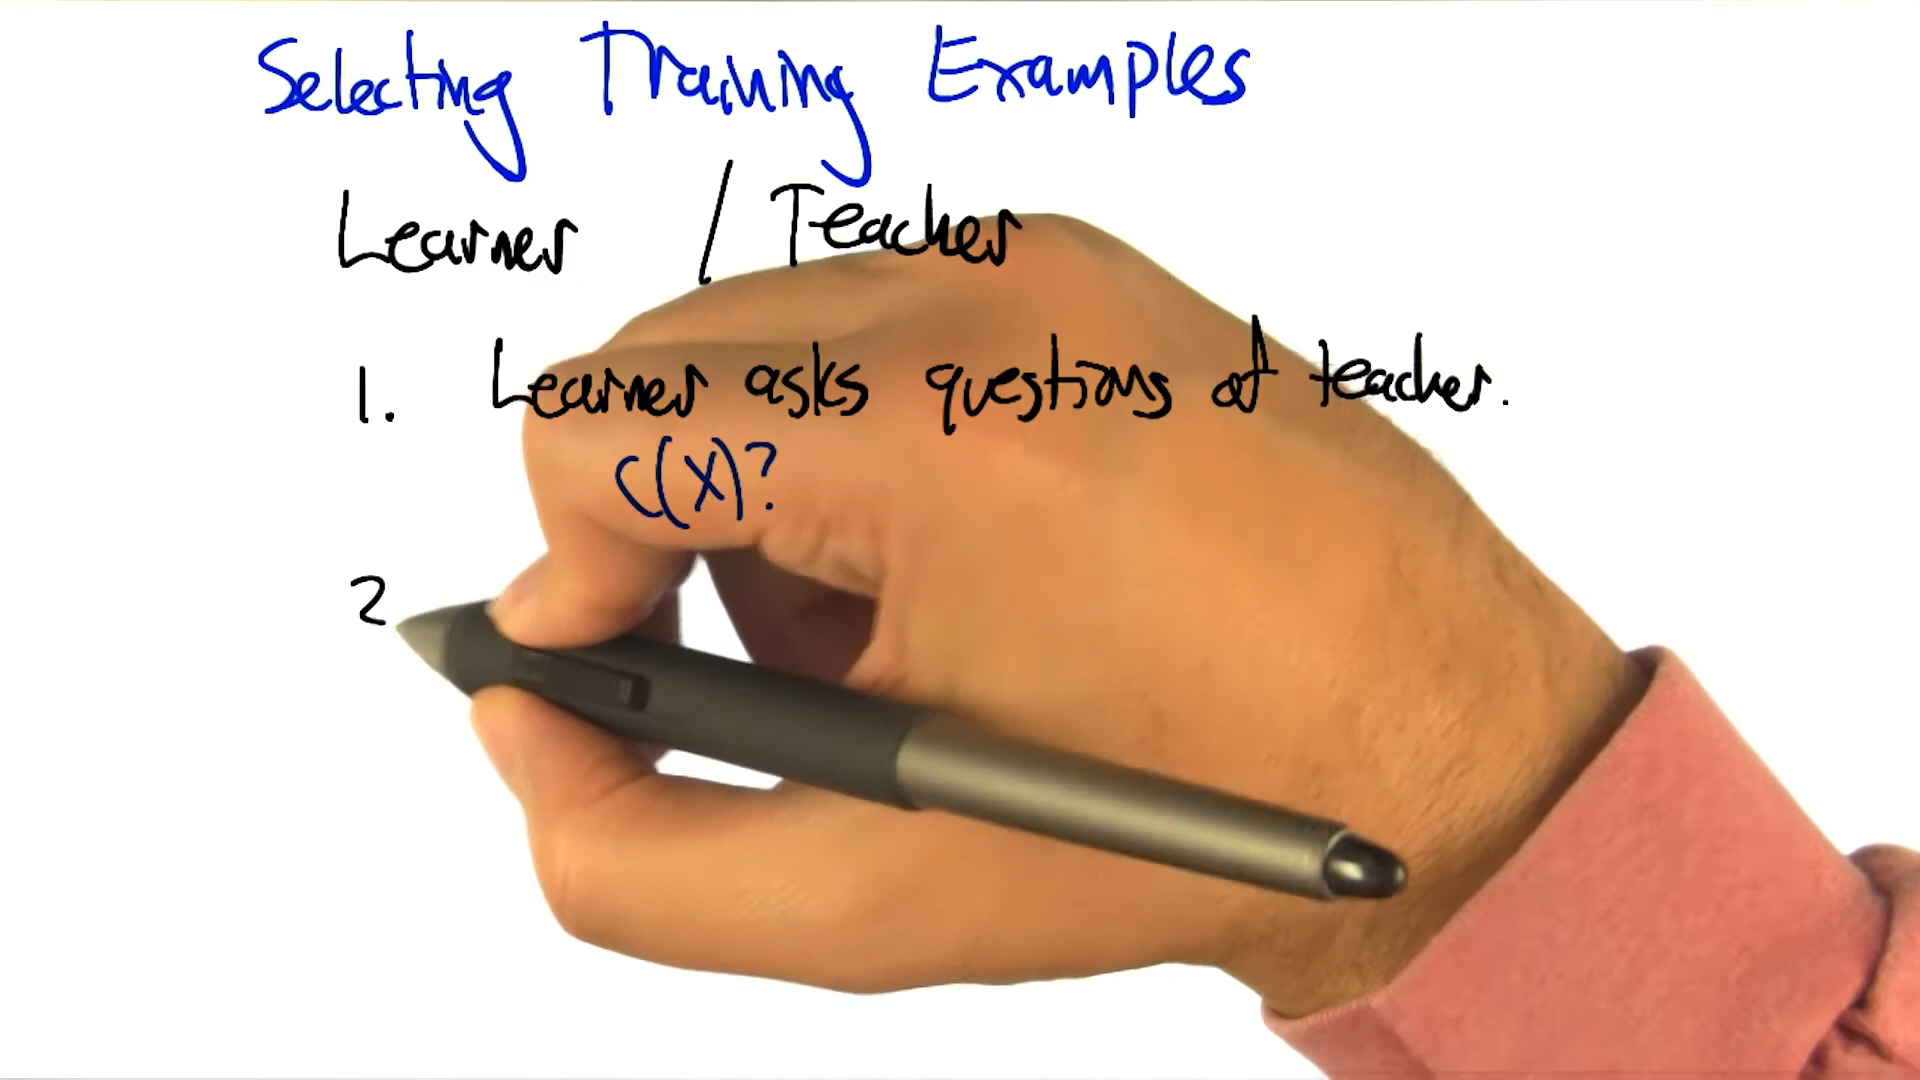 Selecting Training Examples
Learner / Teacher
1. Learner asks questions of teacher.
c(x)?
2